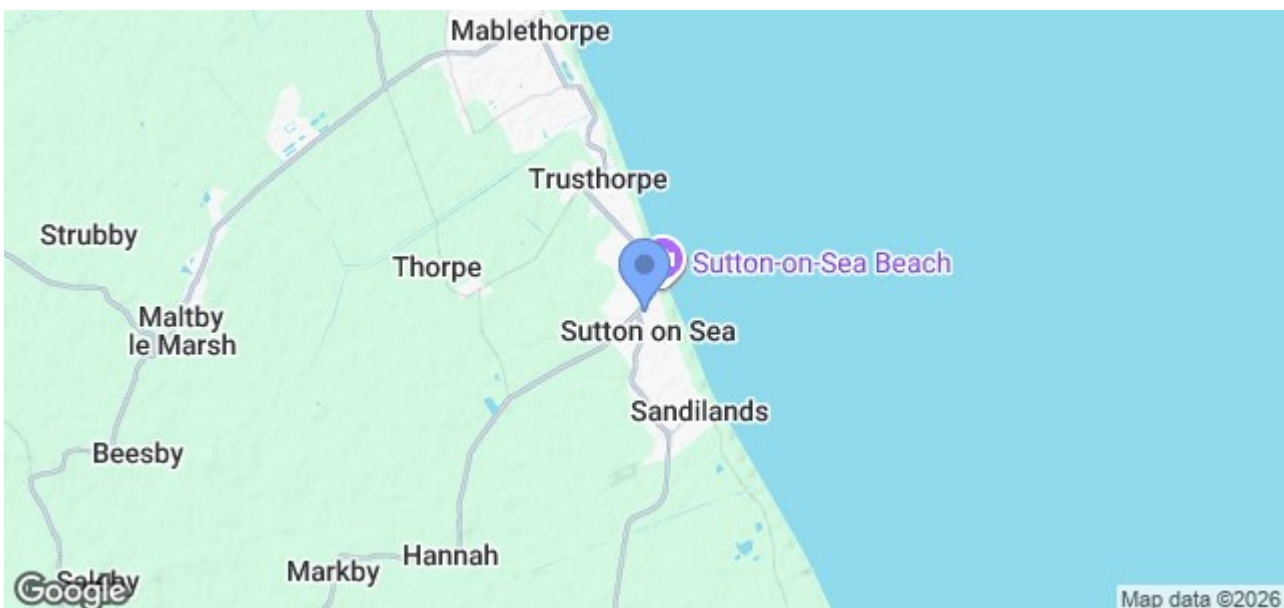 Mablethorpe
Trusthorpe
Strubby
Thorpe
Sutton-on-Sea Beach
Maltby
le Marsh
Sutton on Sea
Sandilands
Beesby
Hannah
Markby
Google
Map data ©2026